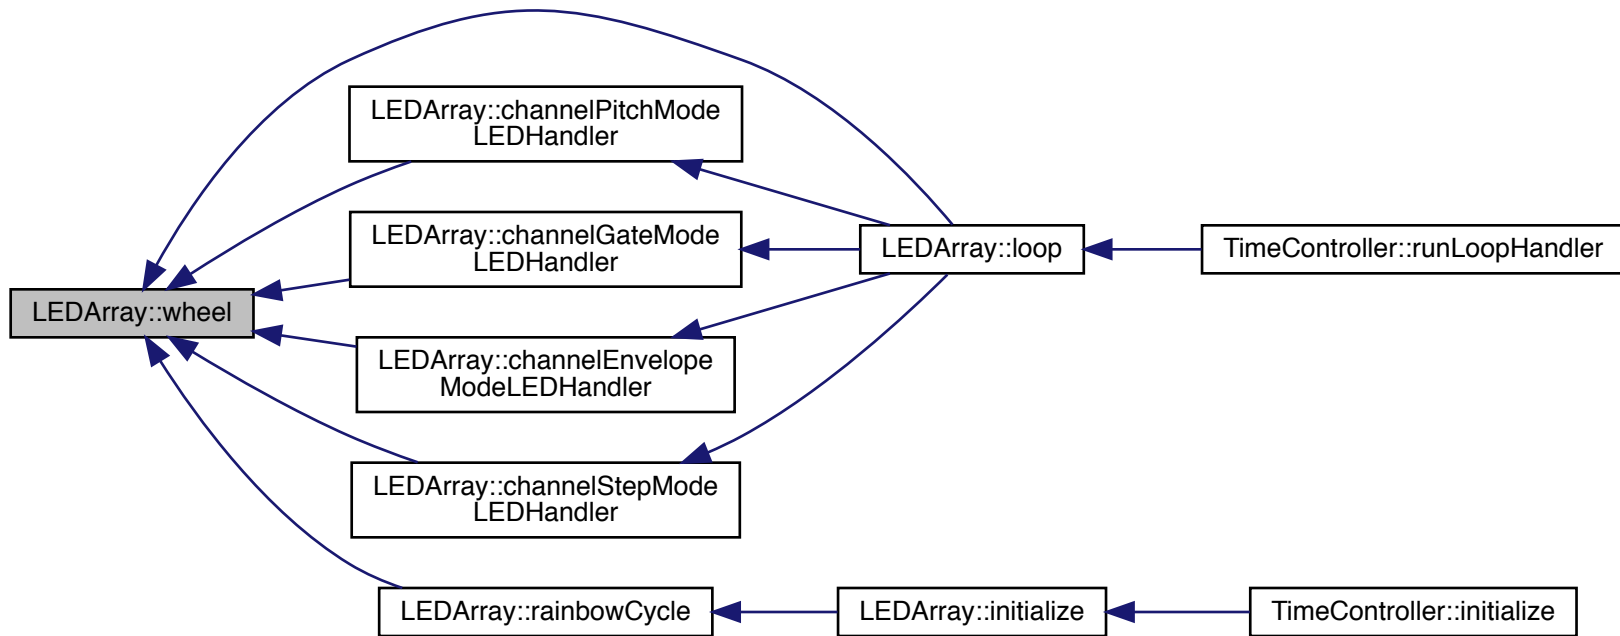 LEDArray::channelPitchMode
LEDHandler
LEDArray::channelGateMode
LEDHandler
LEDArray::loop
TimeController::runLoopHandler
LEDArray::wheel
LEDArray::channelEnvelope
ModeLEDHandler
LEDArray::channelStepMode
LEDHandler
LEDArray::rainbowCycle
LEDArray::initialize
TimeController::initialize